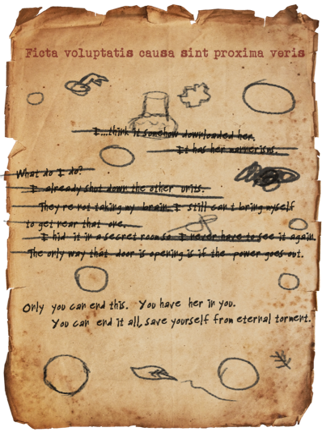 Ficta voluptatis causa sint proxima veris
I...think it somehow downloaded her.
It has her mannerisms.
What do I do?
I already shut down the other units.
They're not taking my brain. I still can't bring myself
to get near that one.
I hid it in a secret room so I never have to see it again.
The only way that door is opening is if the power goes out.
Only you can end this. You have her in you.
You can end it all, save yourself from eternal torment.